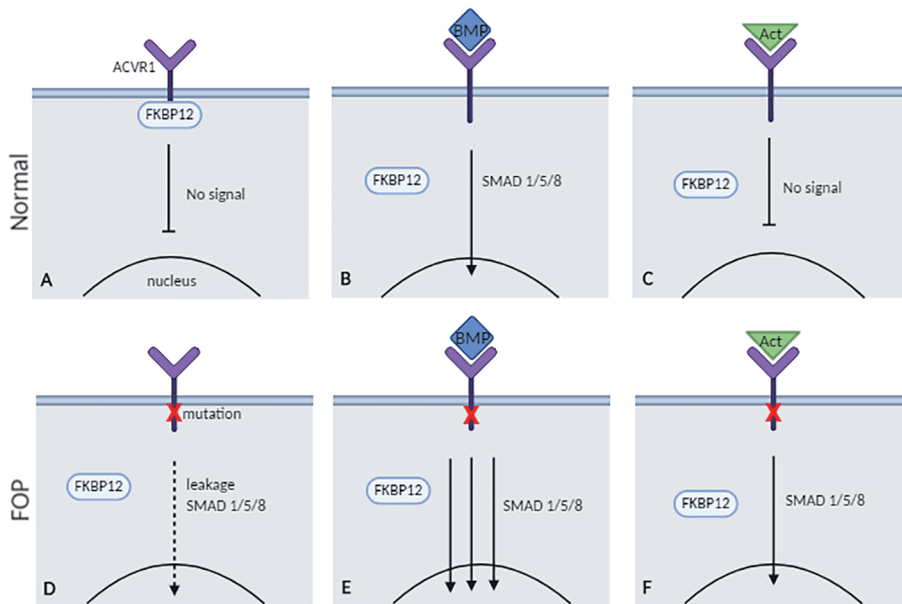 Normal
ACVR1
FKBP12
No signal
nucleus
A
BMP
FKBP12
SMAD 1/5/8
B
Act
FKBP12
No signal
C
FOP
mutation
FKBP12
leakage
SMAD 1/5/8
D
BMP
FKBP12
SMAD 1/5/8
E
Act
FKBP12
SMAD 1/5/8
F